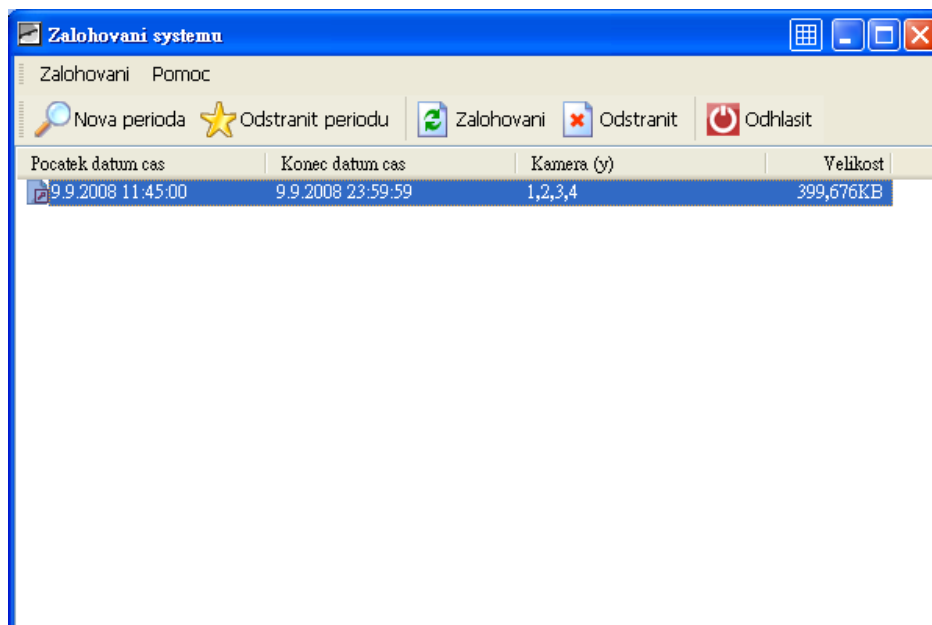 Zalohovani systemu
Zalohovani Pomoc
Nova perioda Odstranit periodu Zalohovani Odstranit Odhlasit
Pocatek datum cas Konec datum cas Kamera (y) Velikost
9.9.2008 11:45:00 9.9.2008 23:59:59 1,2,3,4 399,676KB